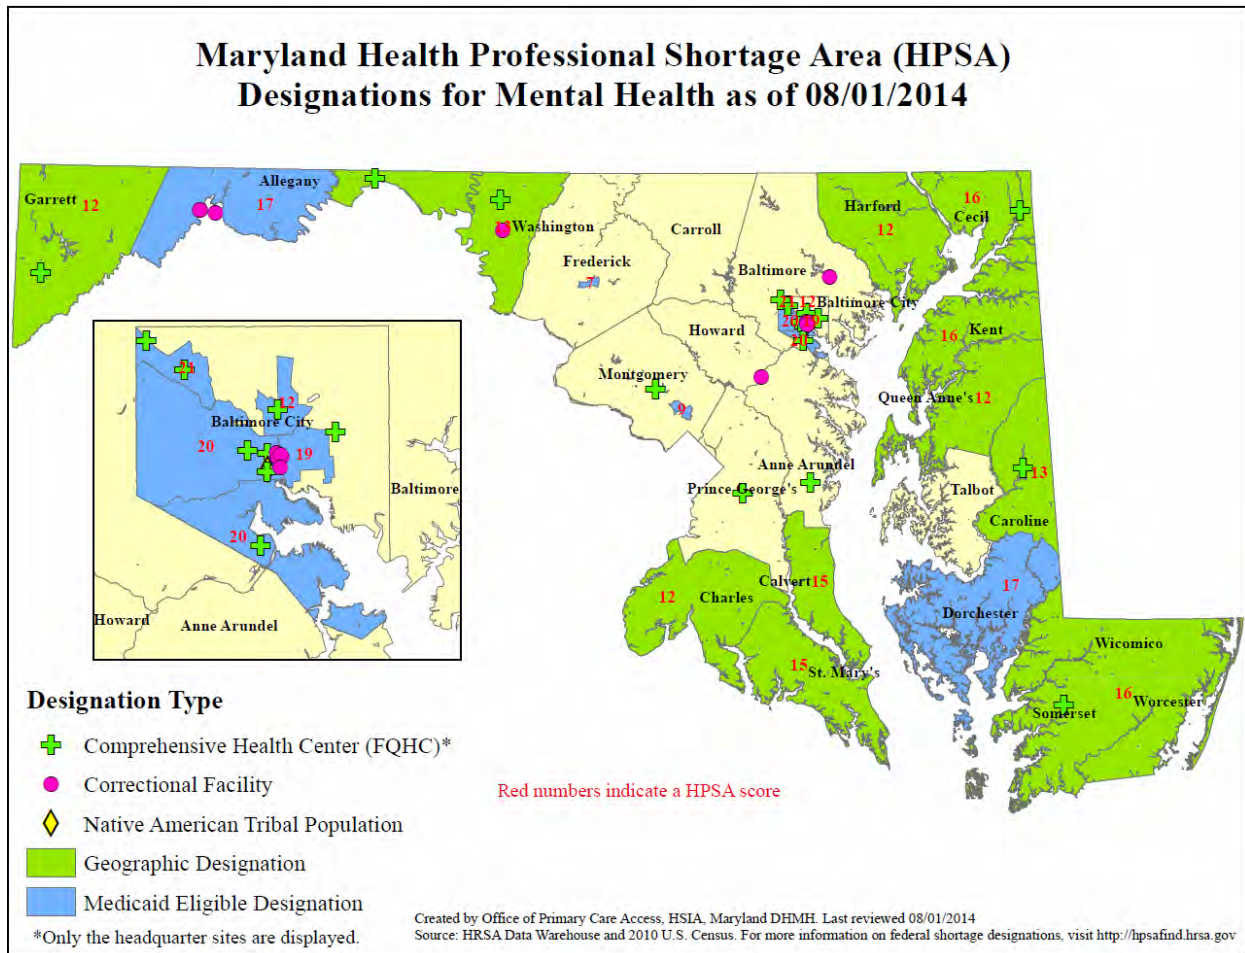 Maryland Health Professional Shortage Area (HPSA)
Designations for Mental Health as of 08/01/2014
Garrett
12
Allegany
17
Washington
Frederick
7
Carroll
Baltimore
Harford
12
16
Cecil
12
Baltimore City
Howard
Montgomery
9
Kent
16
Queen Anne's
12
13
Caroline
Talbot
Anne Arundel
Prince George's
Calvert
15
Charles
12
15
St. Mary's
17
Dorchester
Wicomico
16
Worcester
Somerset
21
12
Baltimore City
20
19
Baltimore
20
Howard
Anne Arundel
Designation Type
Comprehensive Health Center (FQHC)*
Correctional Facility
Native American Tribal Population
Geographic Designation
Medicaid Eligible Designation
*Only the headquarter sites are displayed.
Red numbers indicate a HPSA score
Created by Office of Primary Care Access, HSIA, Maryland DHMH. Last reviewed 08/01/2014
Source: HRSA Data Warehouse and 2010 U.S. Census. For more information on federal shortage designations, visit http://hpsafind.hrsa.gov